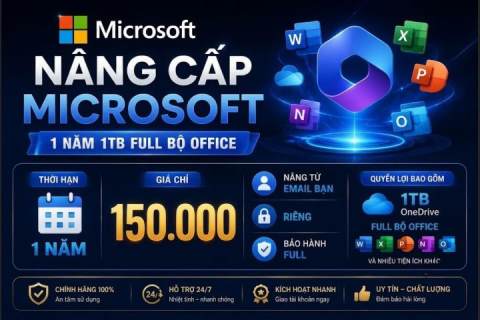 Microsoft
NÂNG CẤP
MICROSOFT
1 NĂM 1TB FULL BỘ OFFICE
W
X
P
N
O
THỜI HẠN
1 NĂM
GIÁ CHỈ
150.000
NÂNG TỪ
EMAIL BẠN
RIÊNG
BẢO HÀNH
FULL
QUYỀN LỢI BAO GỒM
1TB
OneDrive
FULL BỘ OFFICE
W X P N O
VÀ NHIỀU TIỆN ÍCH KHÁC
CHÍNH HÃNG 100%
An tâm sử dụng
24/7
HỖ TRỢ 24/7
Nhiệt tình – nhanh chóng
KÍCH HOẠT NHANH
Giao tài khoản ngay
UY TÍN – CHẤT LƯỢNG
Đảm bảo hài lòng